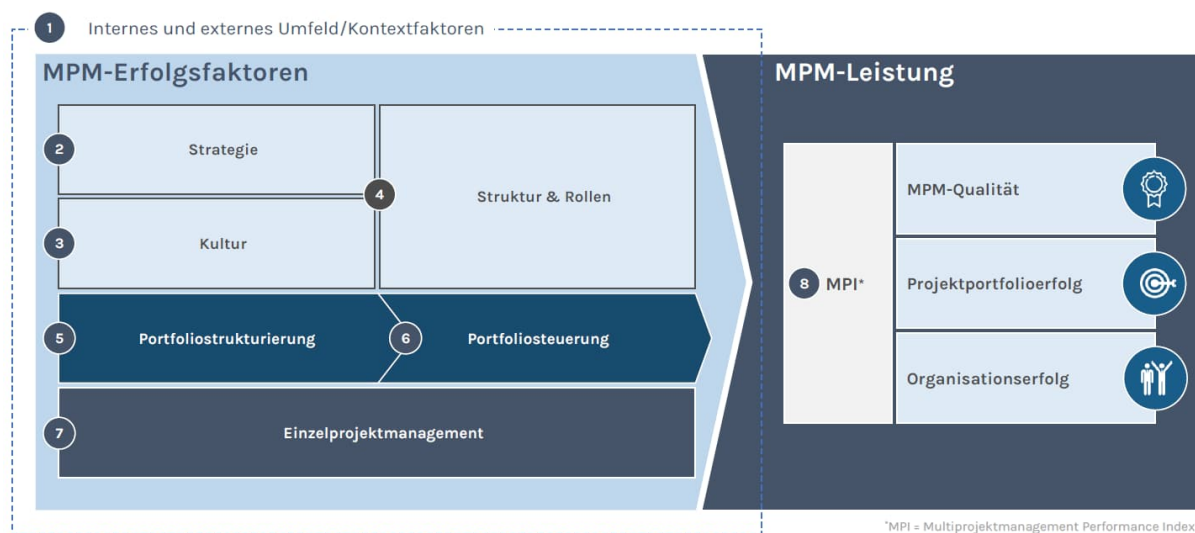 1 Internes und externes Umfeld/Kontextfaktoren
MPM-Erfolgsfaktoren
2 Strategie
3 Kultur
4 Struktur & Rollen
5 Portfoliostrukturierung
6 Portfoliosteuerung
7 Einzelprojektmanagement
MPM-Leistung
8 MPI*
MPM-Qualität
Projektportfolioerfolg
Organisationserfolg
*MPI = Multiprojektmanagement Performance Index